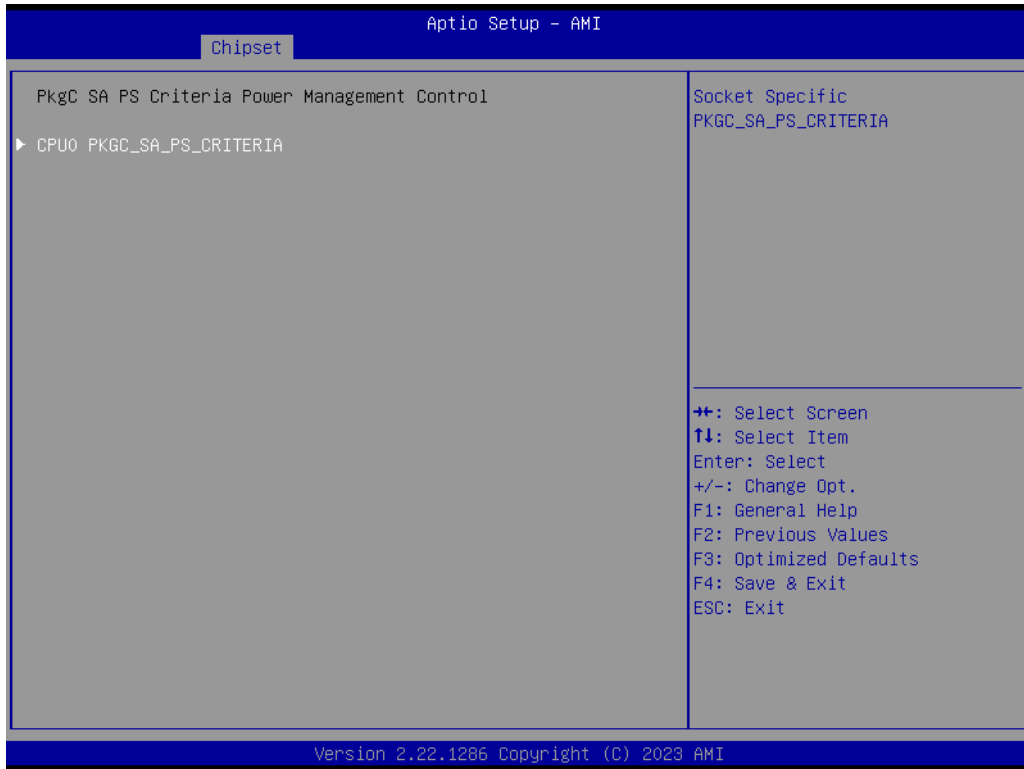 Aptio Setup – AMI
Chipset
PkgC SA PS Criteria Power Management Control
▶ CPU0 PKGC_SA_PS_CRITERIA
Socket Specific
PKGC_SA_PS_CRITERIA
→←: Select Screen
↑↓: Select Item
Enter: Select
+/-: Change Opt.
F1: General Help
F2: Previous Values
F3: Optimized Defaults
F4: Save & Exit
ESC: Exit
Version 2.22.1286 Copyright (C) 2023 AMI